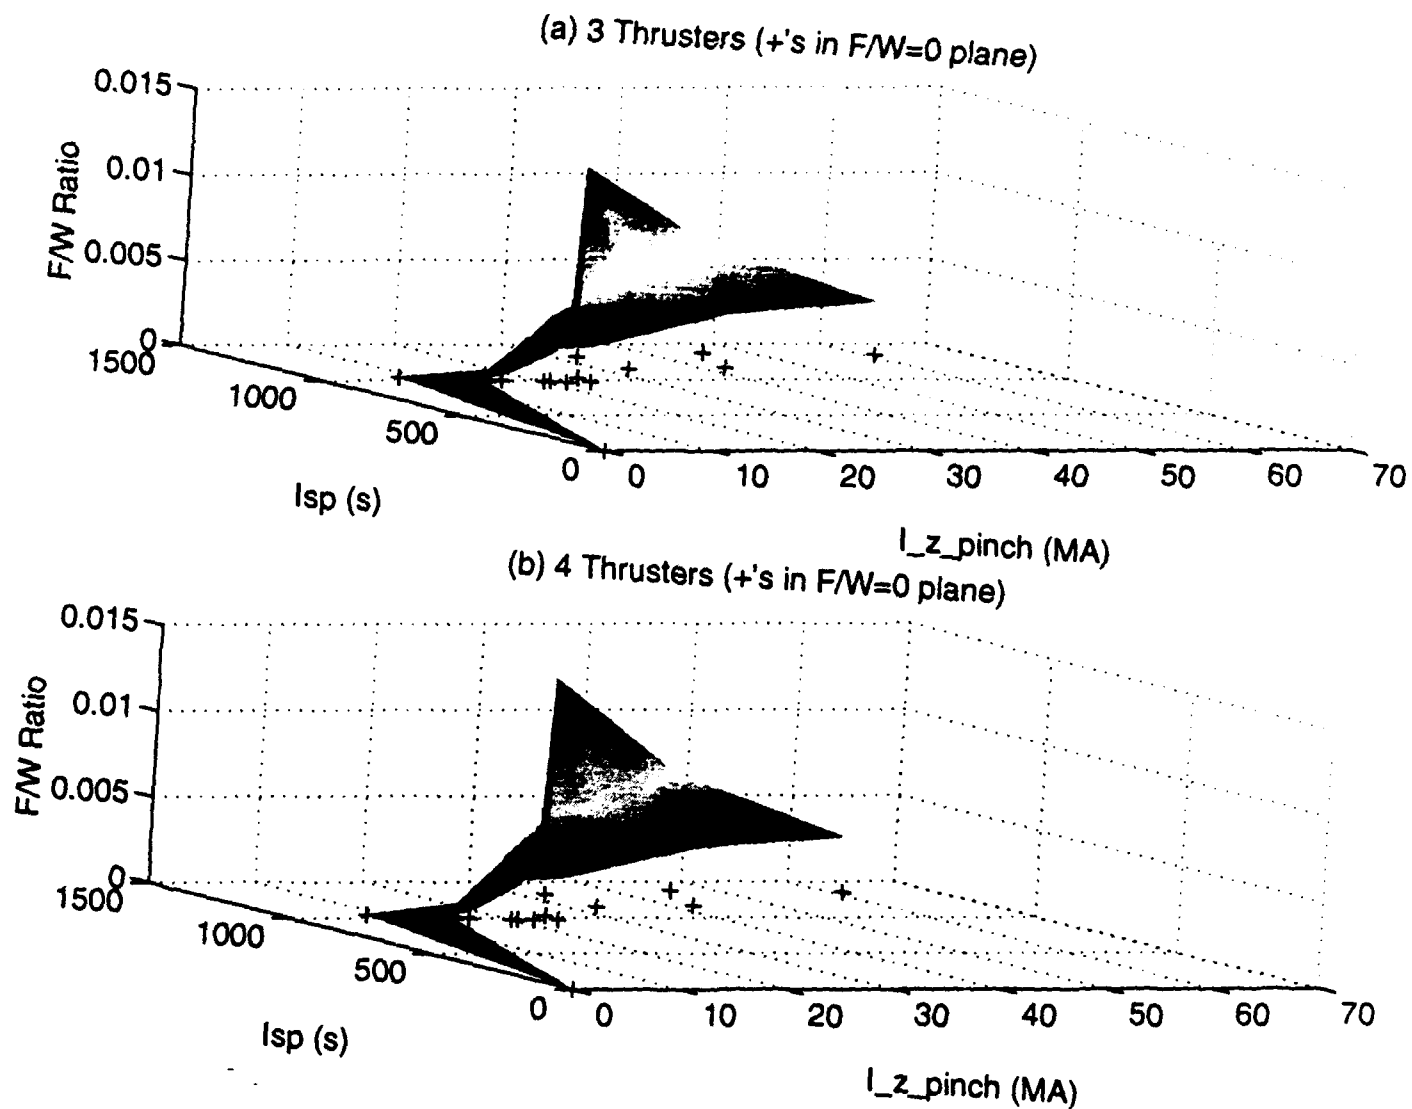 (a) 3 Thrusters (+'s in F/W=0 plane)
0.015
0.01
0.005
0
F/W Ratio
1500
1000
500
0
Isp (s)
0 10 20 30 40 50 60 70
I_z_pinch (MA)
(b) 4 Thrusters (+'s in F/W=0 plane)
0.015
0.01
0.005
0
F/W Ratio
1500
1000
500
0
Isp (s)
0 10 20 30 40 50 60 70
I_z_pinch (MA)